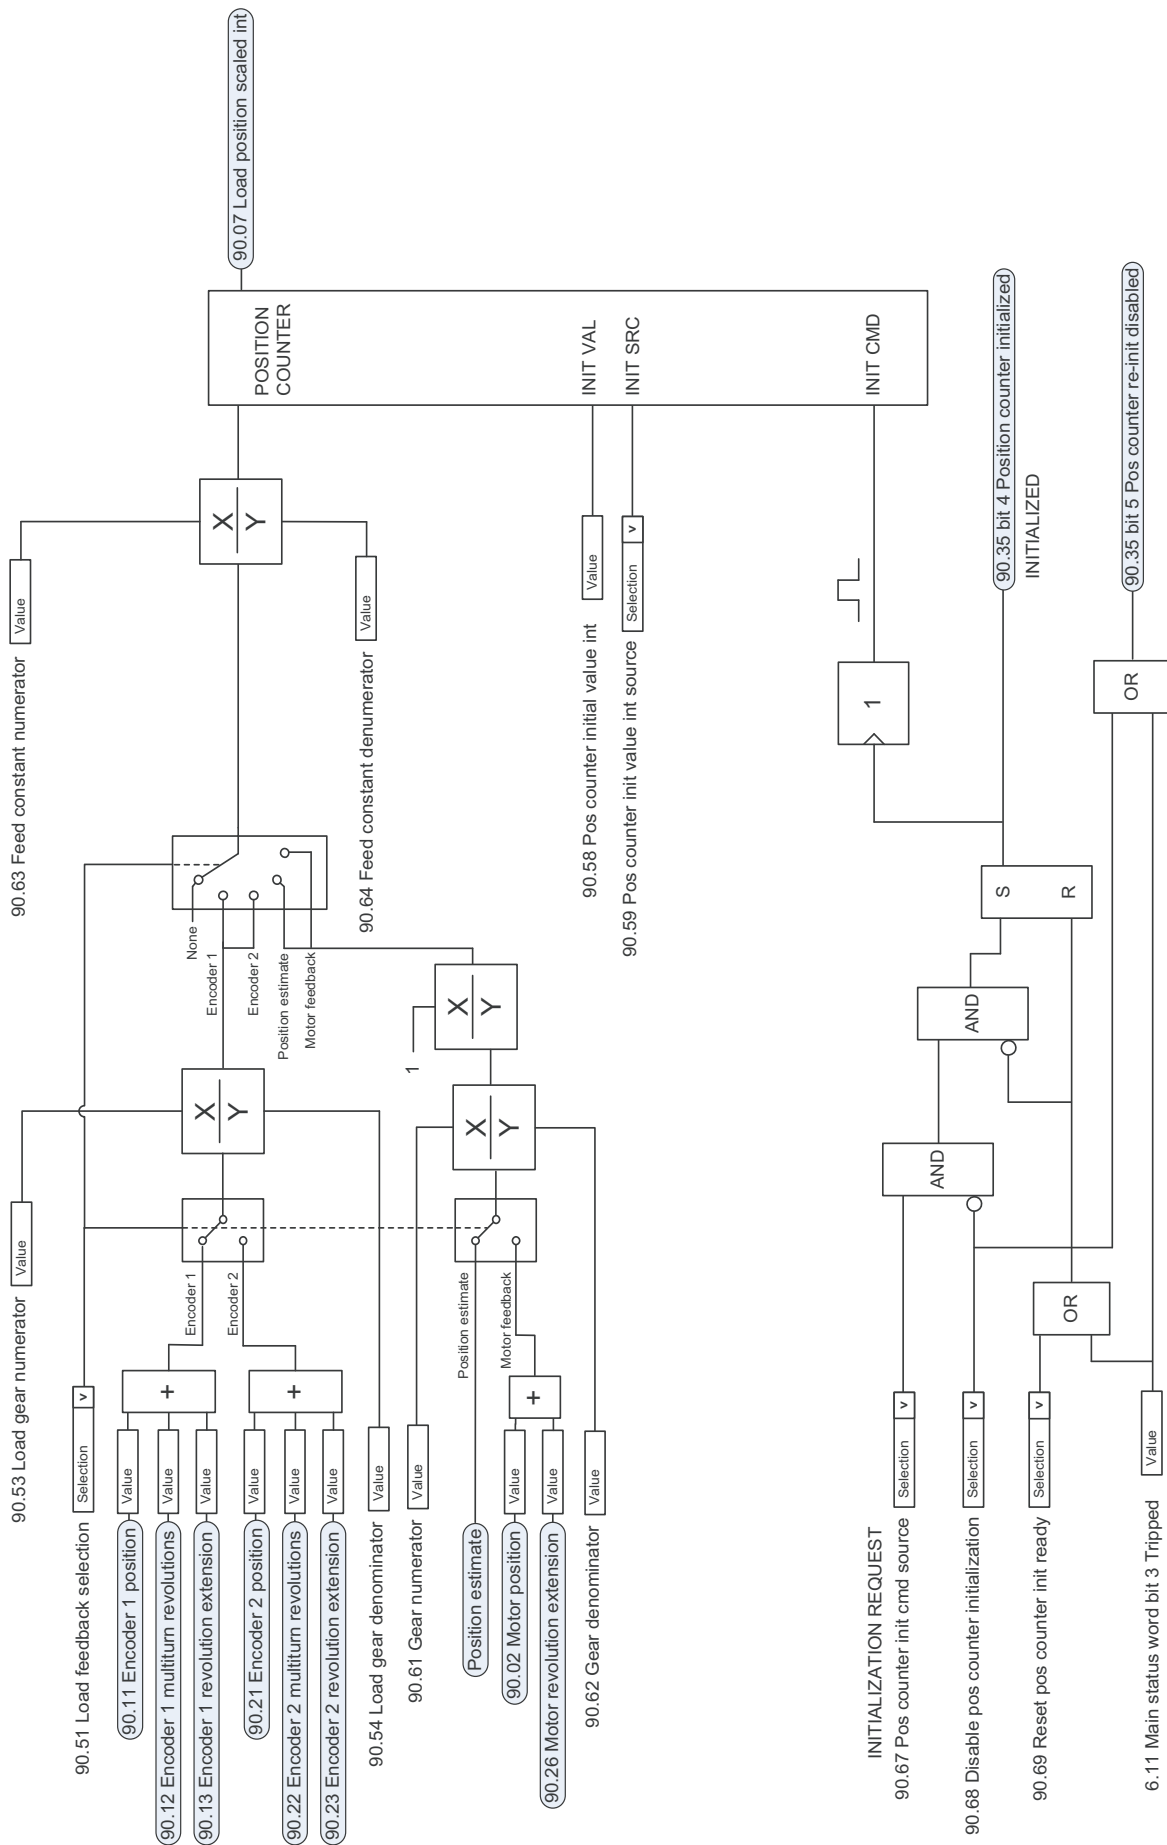 90.53 Load gear numerator
Value
90.63 Feed constant numerator
Value
90.51 Load feedback selection
Selection
v
90.11 Encoder 1 position
Value
90.12 Encoder 1 multiturn revolutions
Value
90.13 Encoder 1 revolution extension
Value
+
90.21 Encoder 2 position
Value
90.22 Encoder 2 multiturn revolutions
Value
90.23 Encoder 2 revolution extension
Value
+
Encoder 1
Encoder 2
X
Y
None
Encoder 1
Encoder 2
Position estimate
Motor feedback
X
Y
POSITION
COUNTER
90.07 Load position scaled int
90.54 Load gear denominator
Value
90.64 Feed constant denumerator
Value
90.61 Gear numerator
Value
Position estimate
Position estimate
90.02 Motor position
Value
90.26 Motor revolution extension
Value
+
Motor feedback
X
Y
1
X
Y
90.62 Gear denominator
Value
90.58 Pos counter initial value int
Value
INIT VAL
90.59 Pos counter init value int source
Selection
v
INIT SRC
INIT CMD
1
INITIALIZATION REQUEST
90.67 Pos counter init cmd source
Selection
v
AND
AND
90.68 Disable pos counter initialization
Selection
v
90.69 Reset pos counter init ready
Selection
v
OR
S
R
90.35 bit 4 Position counter initialized
INITIALIZED
6.11 Main status word bit 3 Tripped
Value
OR
90.35 bit 5 Pos counter re-init disabled